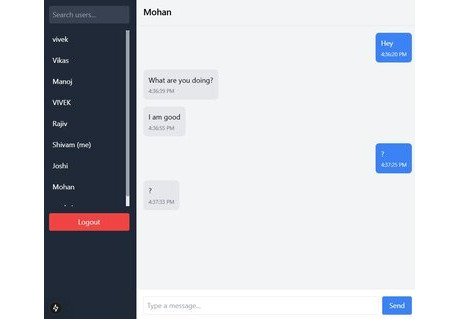 Search users...
vivek
Vikas
Manoj
VIVEK
Rajiv
Shivam (me)
Joshi
Mohan
Logout
Mohan
Hey
4:36:20 PM
What are you doing?
4:36:39 PM
I am good
4:36:55 PM
?
4:37:25 PM
?
4:37:33 PM
Type a message...
Send